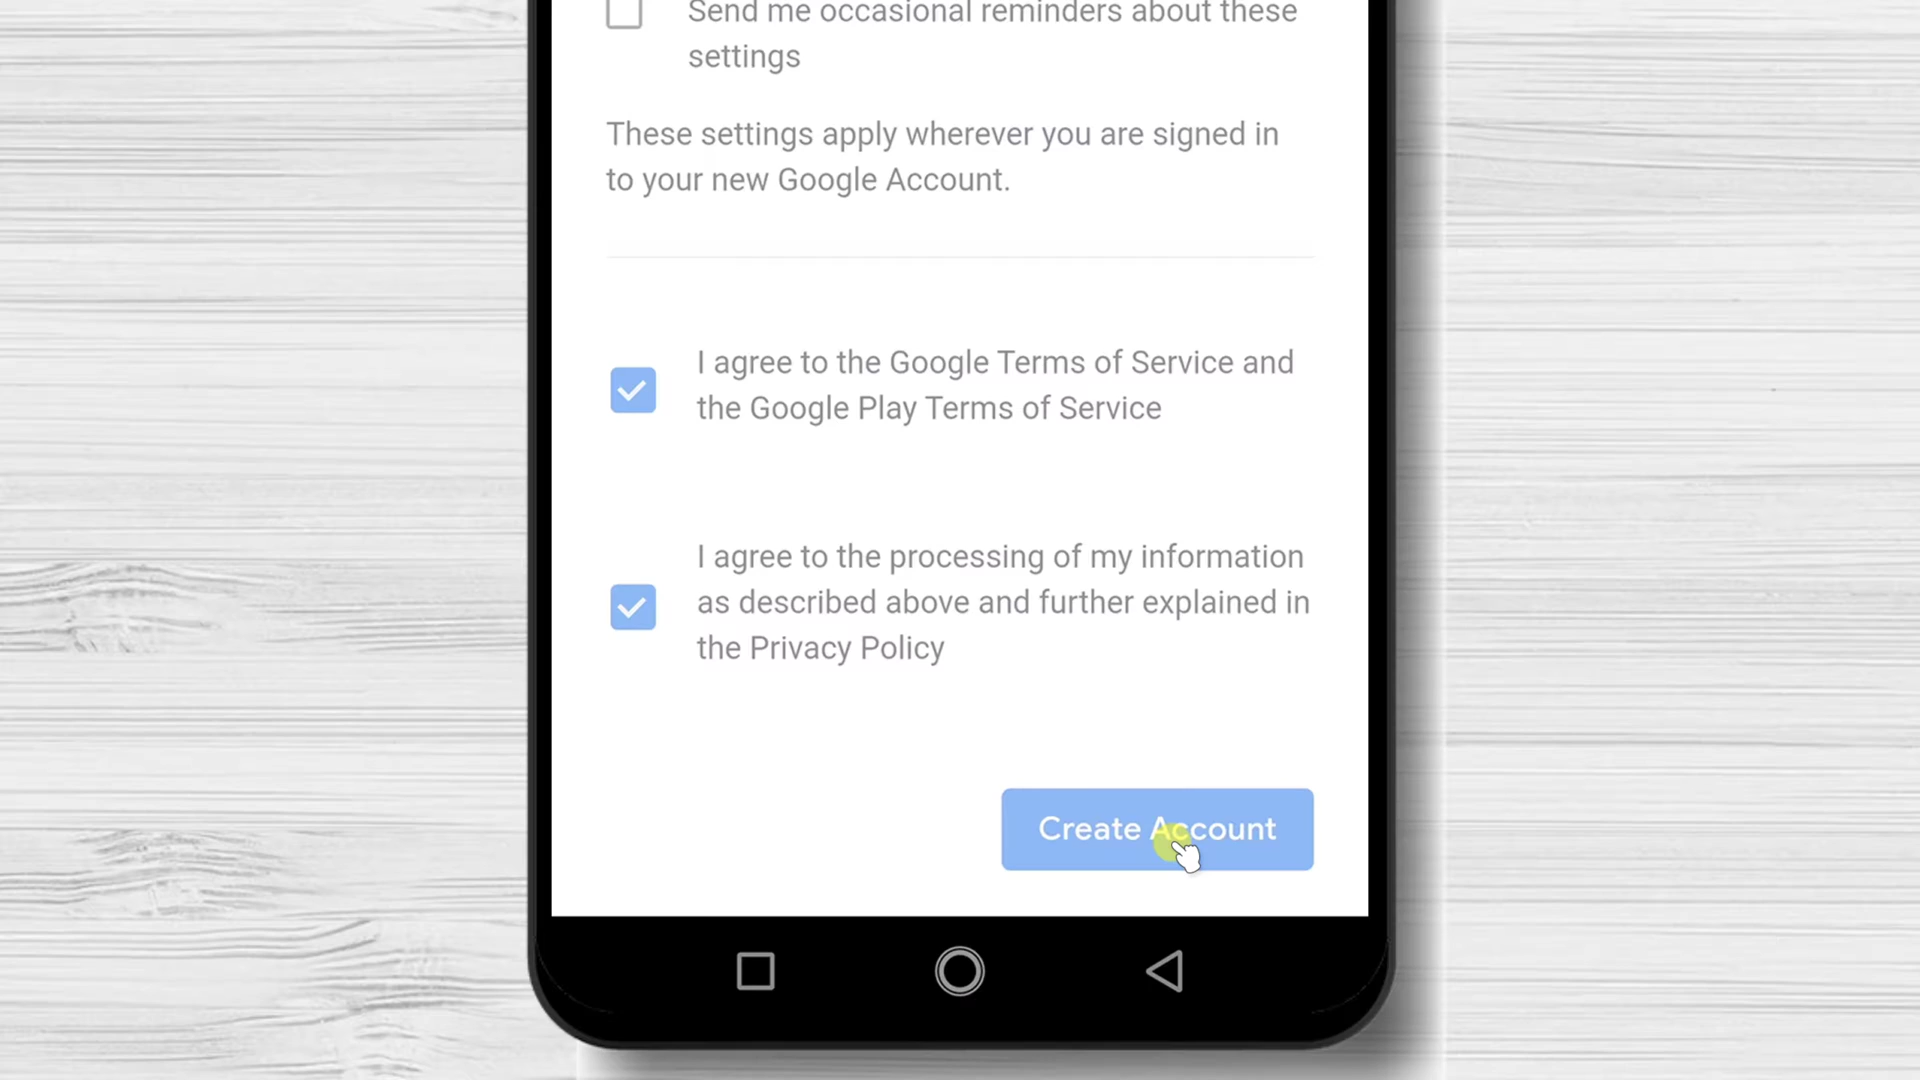 Send me occasional reminders about these
settings
These settings apply wherever you are signed in
to your new Google Account.
I agree to the Google Terms of Service and
the Google Play Terms of Service
I agree to the processing of my information
as described above and further explained in
the Privacy Policy
Create Account